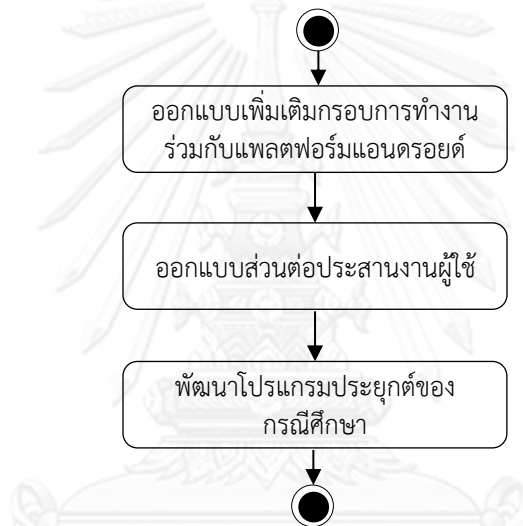 ออกแบบเพิ่มเติมกรอบการทำงาน
ร่วมกับแพลตฟอร์มแอนดรอยด์
ออกแบบส่วนต่อประสานงานผู้ใช้
พัฒนาโปรแกรมประยุกต์ของ
กรณีศึกษา